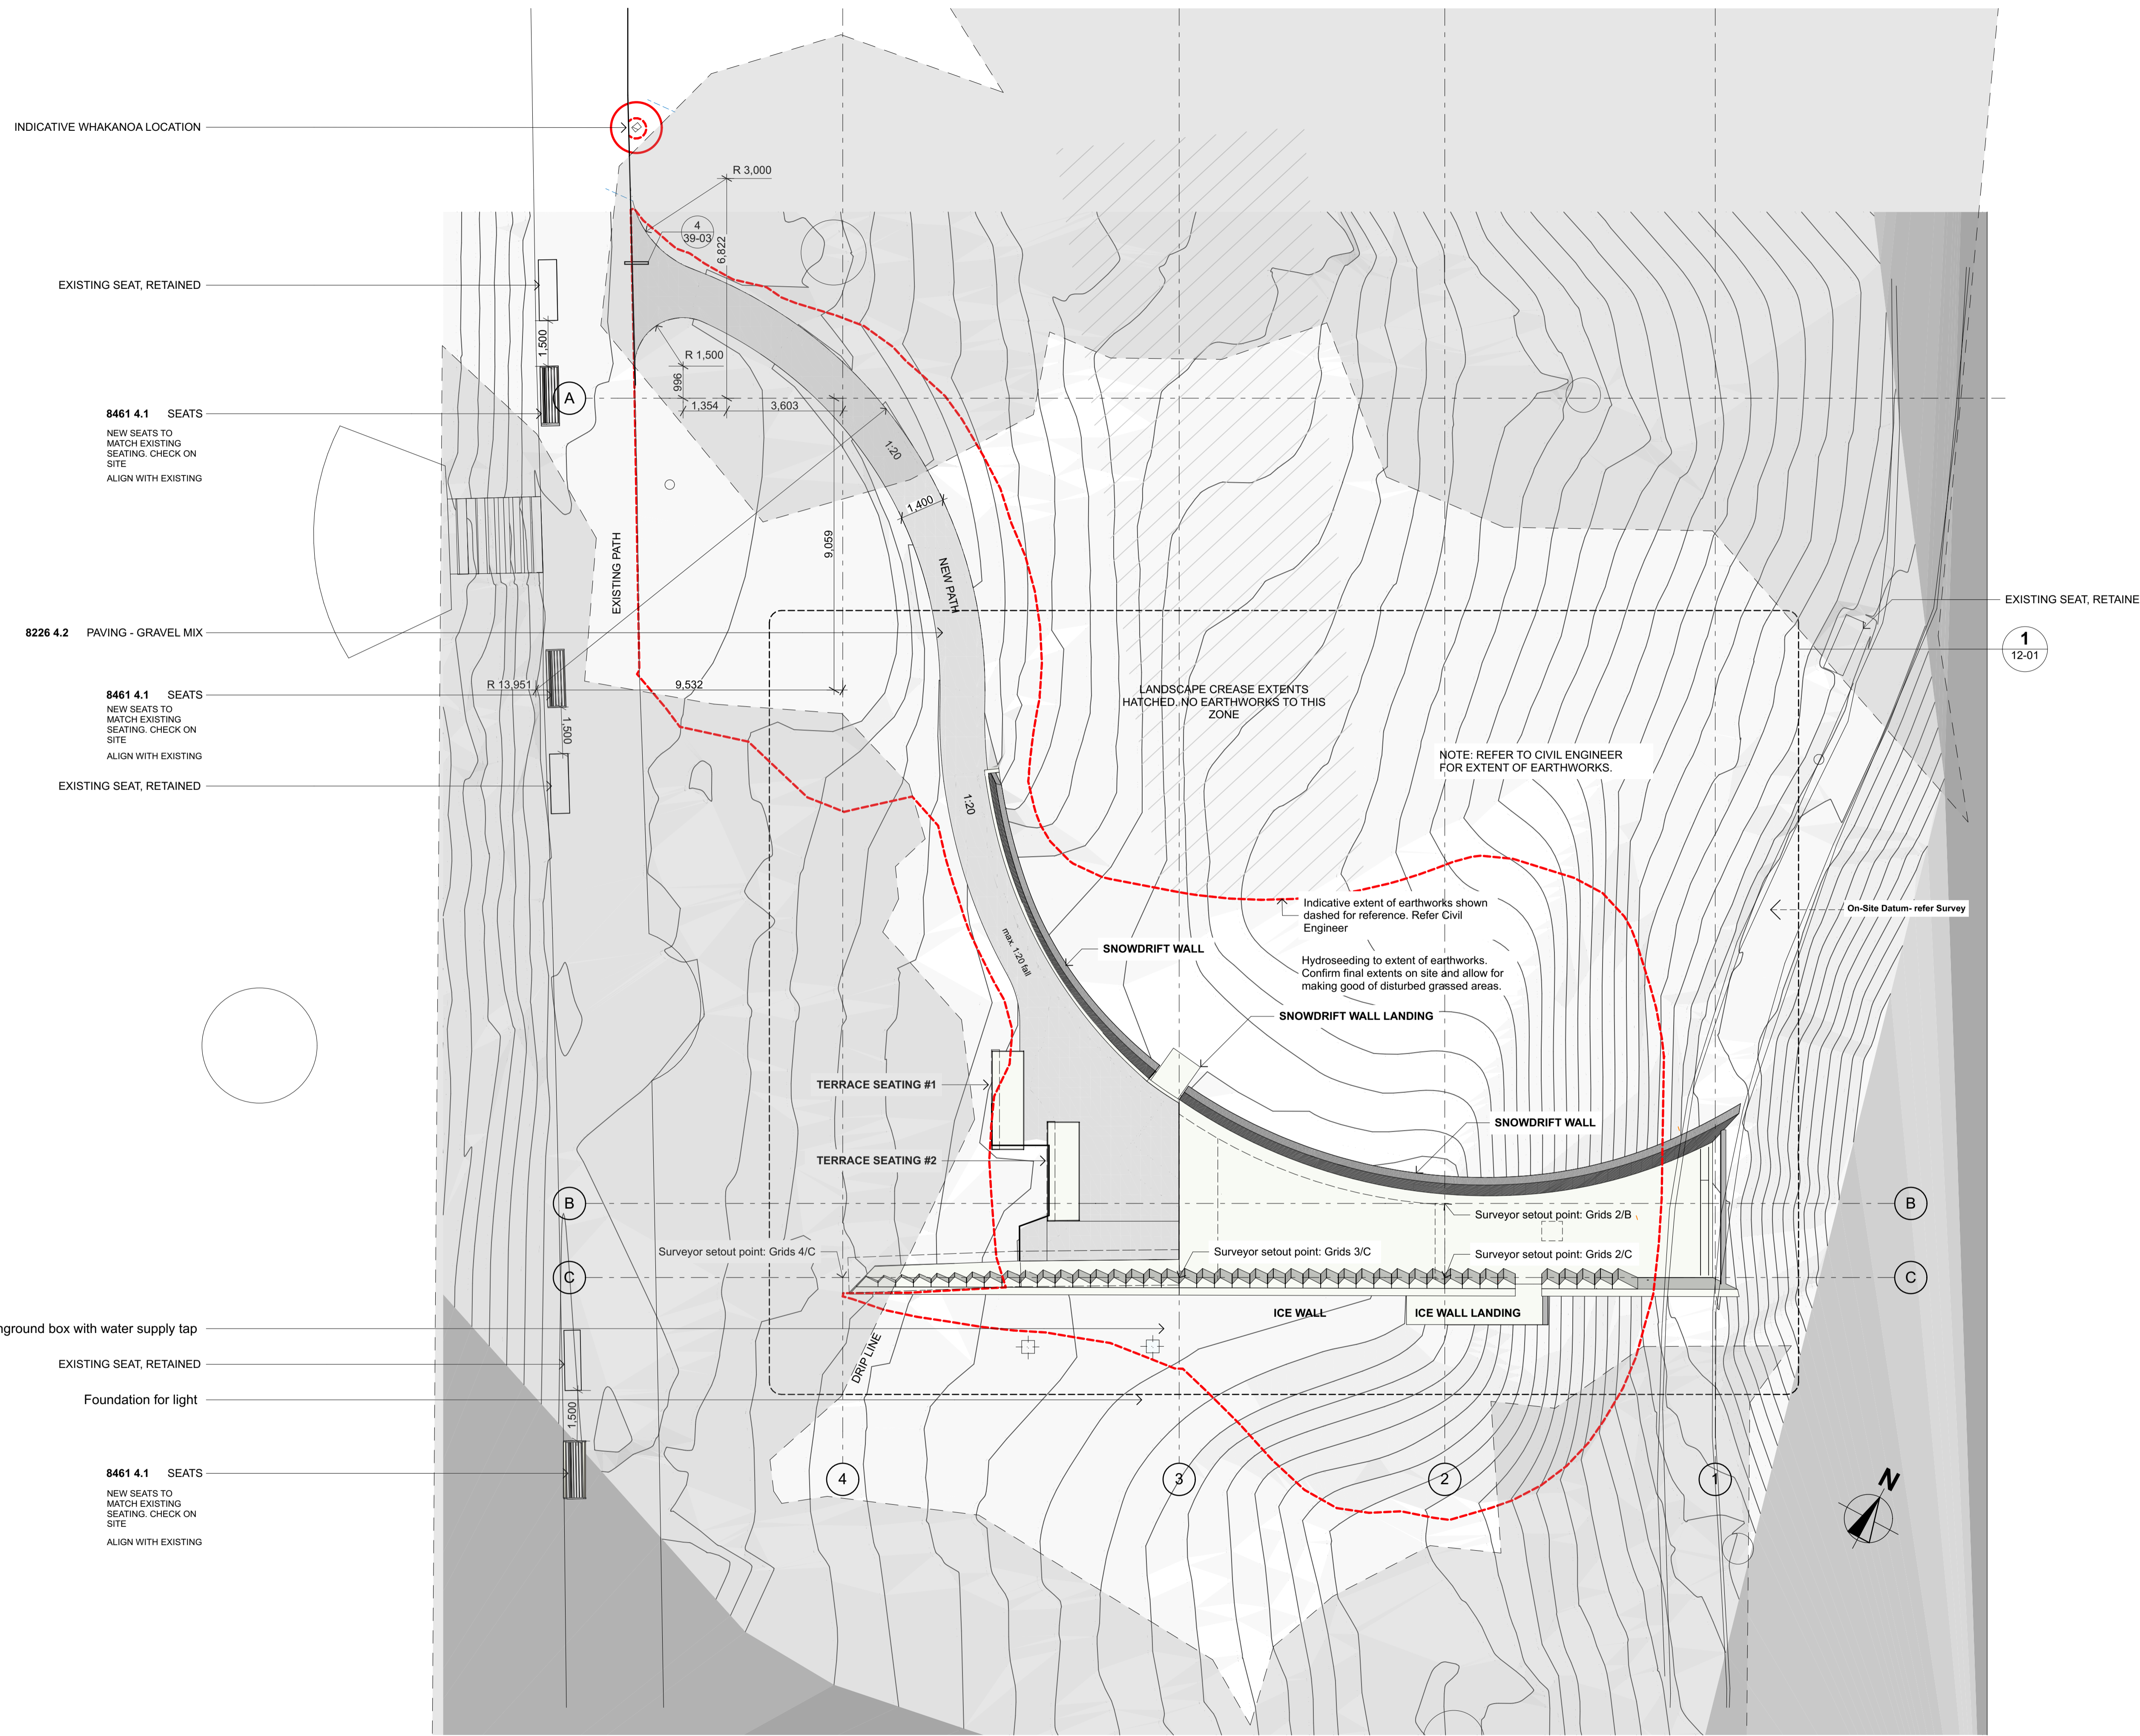 INDICATIVE WHAKANOA LOCATION
R 3,000
4
39-03
6,822
EXISTING SEAT, RETAINED
1,500
R 1,500
996
A
1,354
3,603
8461 4.1 SEATS
NEW SEATS TO
MATCH EXISTING
SEATING. CHECK ON
SITE
ALIGN WITH EXISTING
1:20
1,400
9,059
EXISTING PATH
NEW PATH
EXISTING SEAT, RETAINE
8226 4.2 PAVING - GRAVEL MIX
1
12-01
R 13,951
9,532
8461 4.1 SEATS
NEW SEATS TO
MATCH EXISTING
SEATING. CHECK ON
SITE
ALIGN WITH EXISTING
1,500
LANDSCAPE CREASE EXTENTS
HATCHED. NO EARTHWORKS TO THIS
ZONE
NOTE: REFER TO CIVIL ENGINEER
FOR EXTENT OF EARTHWORKS.
EXISTING SEAT, RETAINED
1:20
Indicative extent of earthworks shown
dashed for reference. Refer Civil
Engineer
On-Site Datum- refer Survey
max. 1:20 fall
SNOWDRIFT WALL
Hydroseeding to extent of earthworks.
Confirm final extents on site and allow for
making good of disturbed grassed areas.
SNOWDRIFT WALL LANDING
TERRACE SEATING #1
SNOWDRIFT WALL
TERRACE SEATING #2
B
B
Surveyor setout point: Grids 2/B
Surveyor setout point: Grids 4/C
Surveyor setout point: Grids 3/C
Surveyor setout point: Grids 2/C
C
C
ICE WALL
ICE WALL LANDING
ground box with water supply tap
DRIP LINE
EXISTING SEAT, RETAINED
Foundation for light
1,500
8461 4.1 SEATS
NEW SEATS TO
MATCH EXISTING
SEATING. CHECK ON
SITE
ALIGN WITH EXISTING
4
3
2
1
N